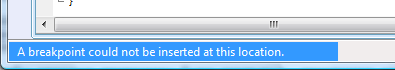 }
A breakpoint could not be inserted at this location.